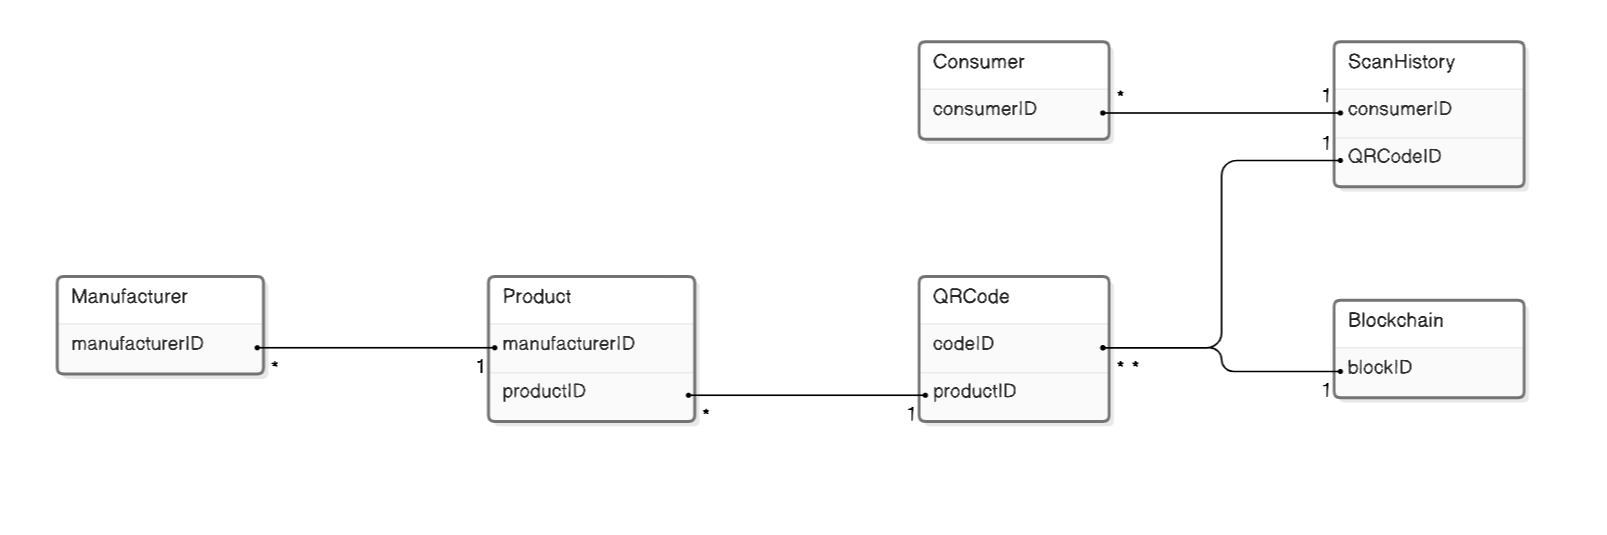 Consumer
consumerID
*
1
ScanHistory
consumerID
1
QRCodeID
Manufacturer
manufacturerID
*
1
Product
manufacturerID
productID
*
1
QRCode
codeID
* *
productID
Blockchain
blockID
1